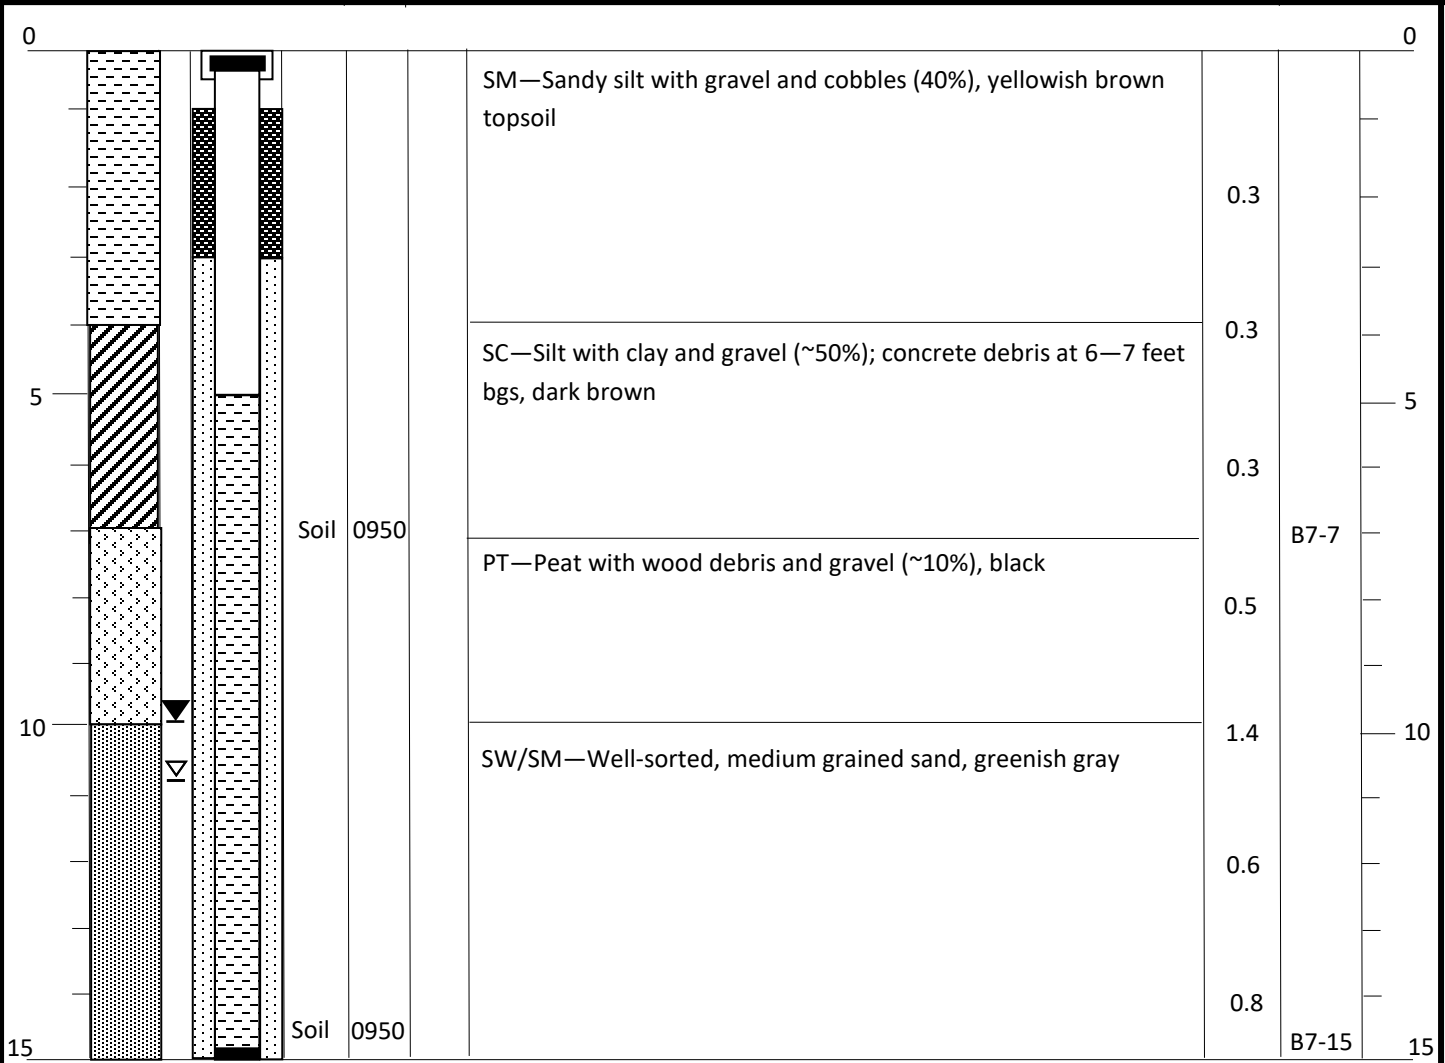 0
0
SM—Sandy silt with gravel and cobbles (40%), yellowish brown
topsoil
0.3
0.3
SC—Silt with clay and gravel (~50%); concrete debris at 6—7 feet
bgs, dark brown
5
5
0.3
Soil 0950
B7-7
PT—Peat with wood debris and gravel (~10%), black
0.5
10
1.4
10
SW/SM—Well-sorted, medium grained sand, greenish gray
0.6
0.8
Soil 0950
B7-15
15
15